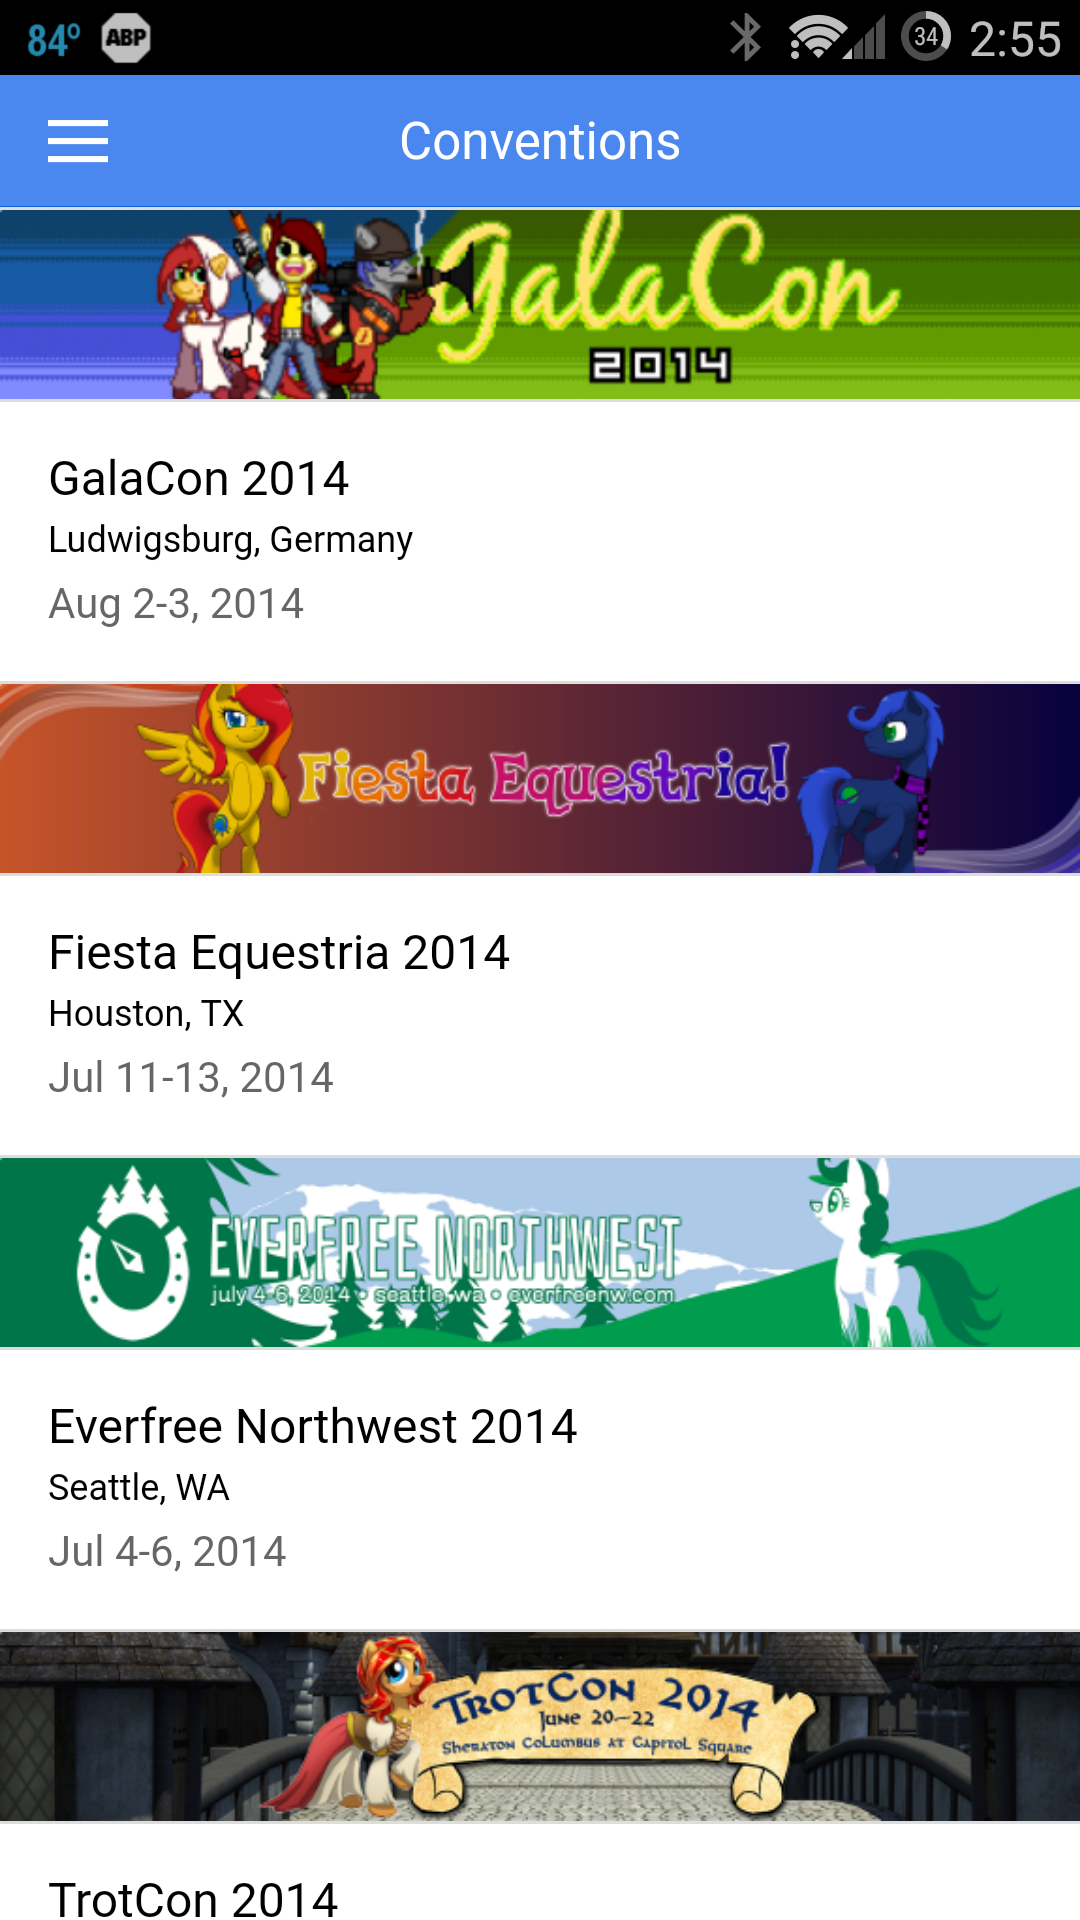 84° ABP 34 2:55
Conventions
GalaCon
2014
GalaCon 2014
Ludwigsburg, Germany
Aug 2-3, 2014
Fiesta Equestria!
Fiesta Equestria 2014
Houston, TX
Jul 11-13, 2014
EVERFREE NORTHWEST
july 4-6, 2014 • seattle, wa • everfreenw.com
Everfree Northwest 2014
Seattle, WA
Jul 4-6, 2014
TrotCon 2014
June 20-22
Sheraton Columbus at Capitol Square
TrotCon 2014